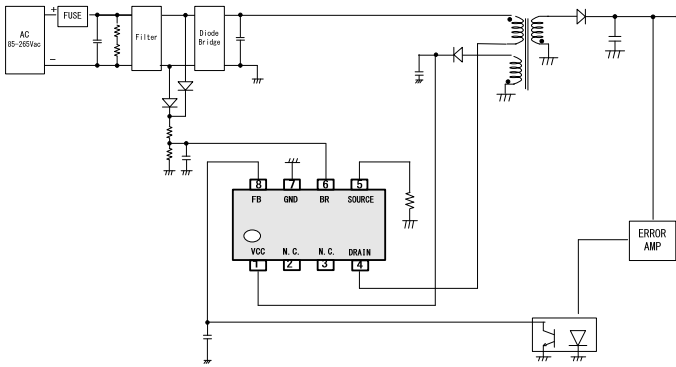 AC
85-265Vac
+
−
FUSE
Filter
Diode
Bridge
8 7 6 5
FB GND BR SOURCE
VCC N.C. N.C. DRAIN
1 2 3 4
ERROR
AMP